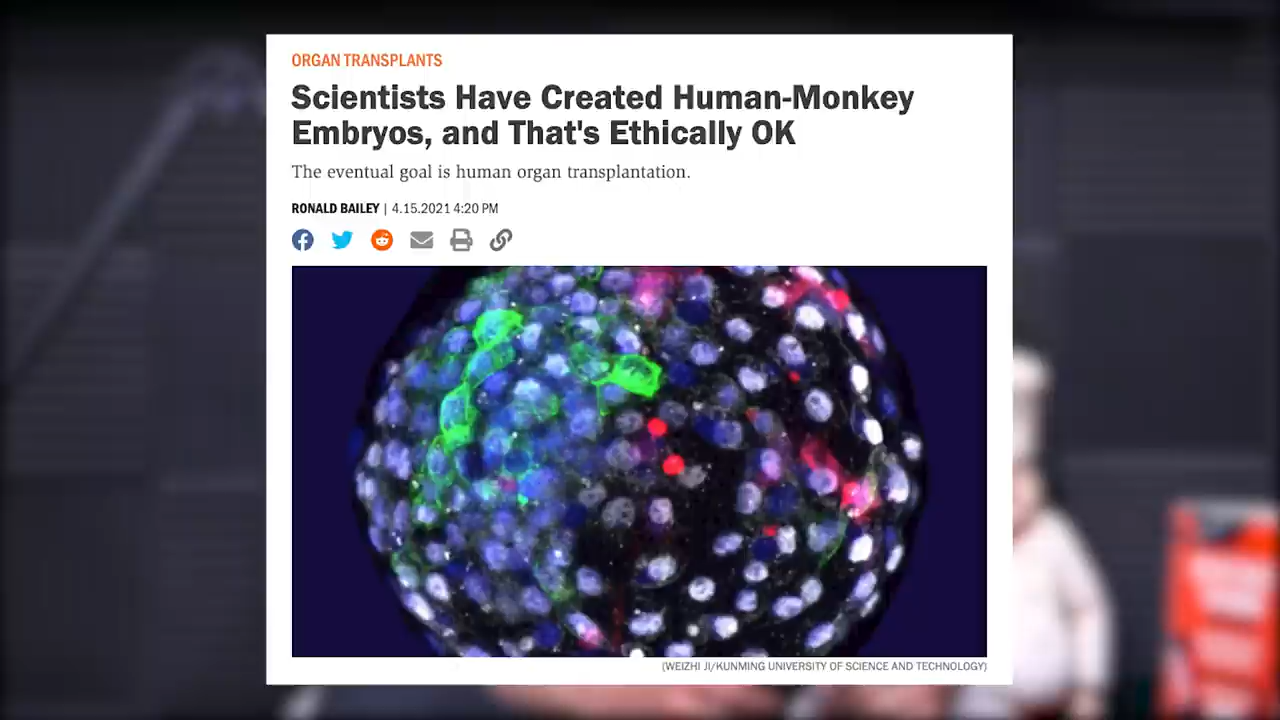 ORGAN TRANSPLANTS
Scientists Have Created Human-Monkey
Embryos, and That's Ethically OK
The eventual goal is human organ transplantation.
RONALD BAILEY | 4.15.2021 4:20 PM
(WEIZHI JI/KUNMING UNIVERSITY OF SCIENCE AND TECHNOLOGY)